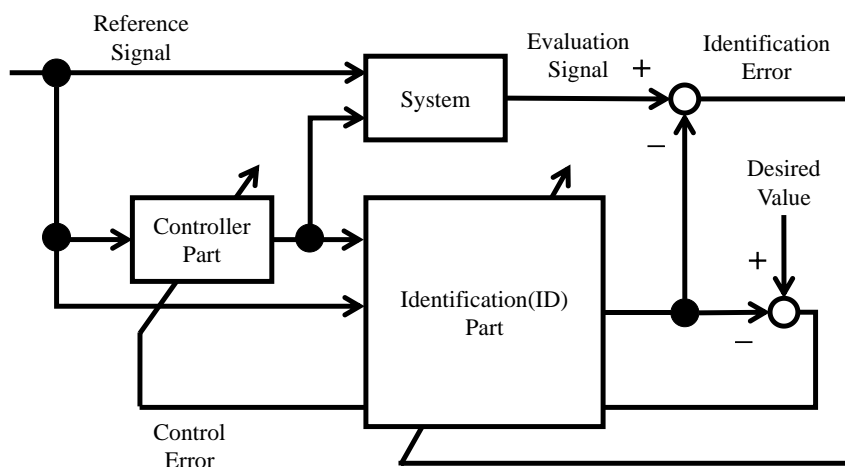 Reference
Signal
Evaluation
Signal
Identification
Error
+
System
−
Desired
Value
Controller
Part
+
Identification(ID)
Part
−
Control
Error